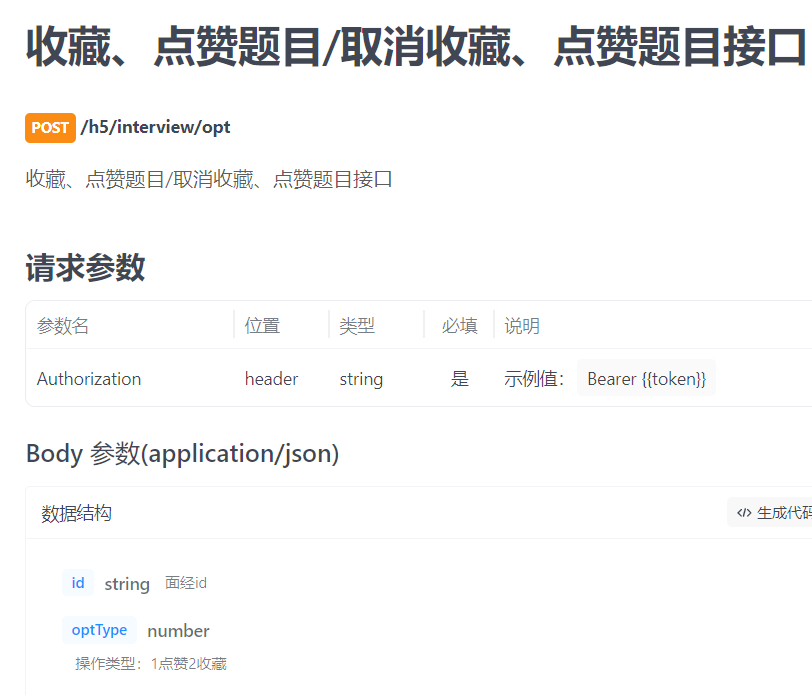 收藏、点赞题目/取消收藏、点赞题目接口
POST /h5/interview/opt
收藏、点赞题目/取消收藏、点赞题目接口
请求参数
参数名 位置 类型 必填 说明
Authorization header string 是 示例值： Bearer {{token}}
Body 参数(application/json)
数据结构 </> 生成代码
id string 面经id
optType number
操作类型：1点赞2收藏